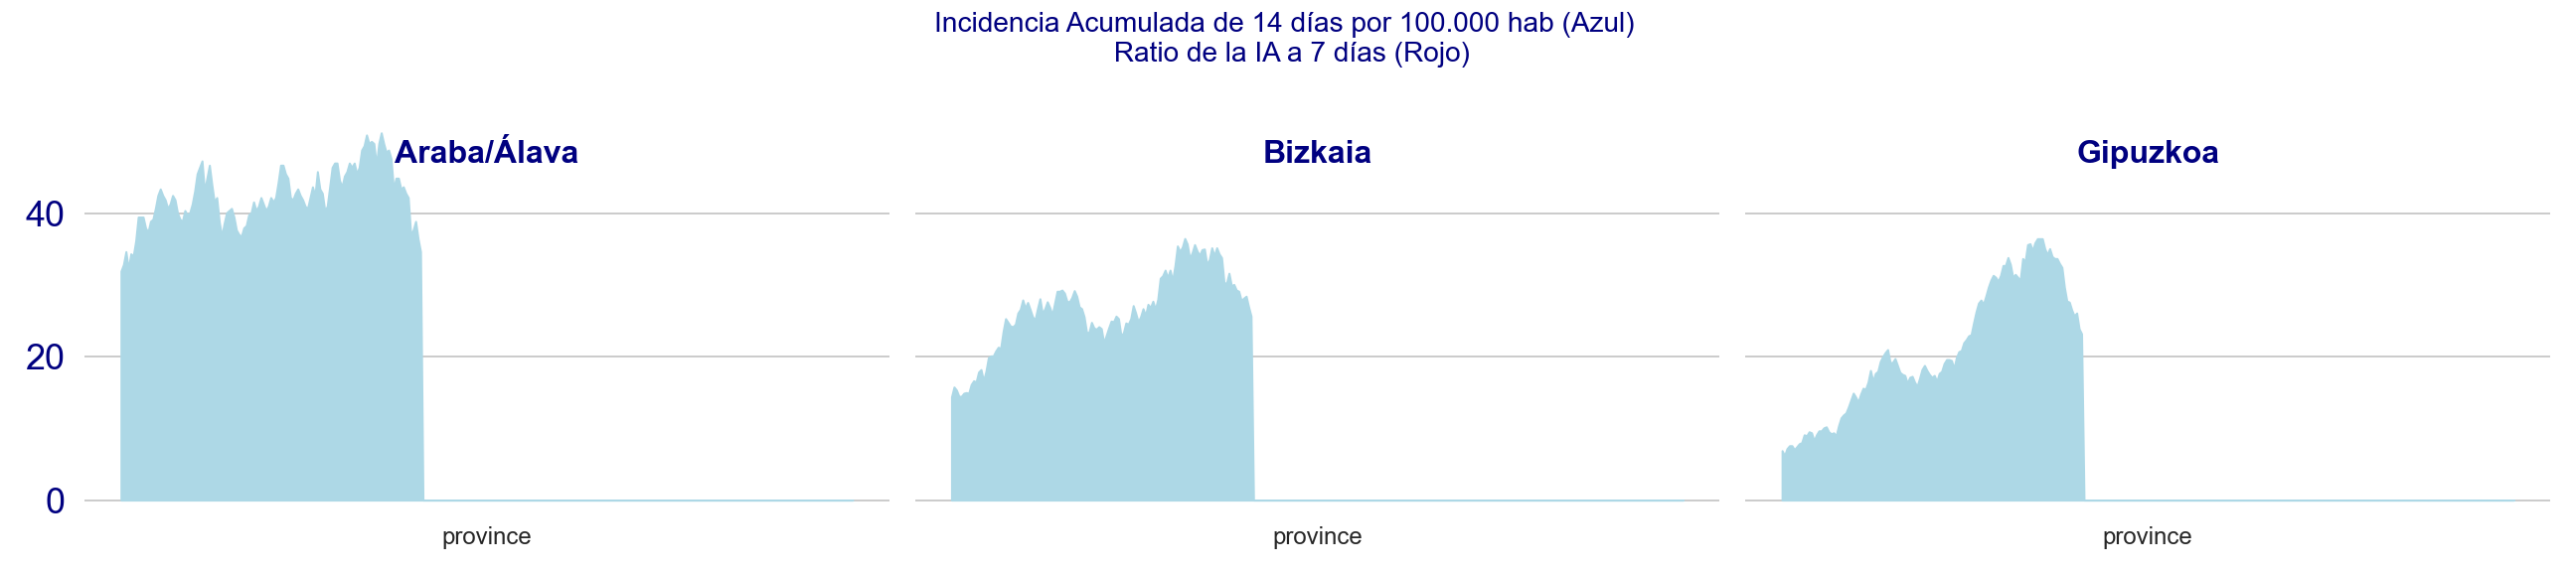 Incidencia Acumulada de 14 días por 100.000 hab (Azul)
Ratio de la IA a 7 días (Rojo)
Araba/Álava
Bizkaia
Gipuzkoa
40
20
0
province
province
province